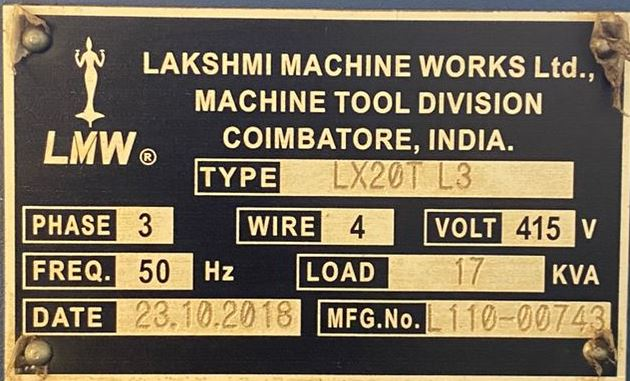 LAKSHMI MACHINE WORKS Ltd.,
MACHINE TOOL DIVISION
COIMBATORE, INDIA.
LMW ®
TYPE LX20T L3
PHASE 3 WIRE 4 VOLT 415 V
FREQ. 50 Hz LOAD 17 KVA
DATE 23.10.2018 MFG.No. L110-00743